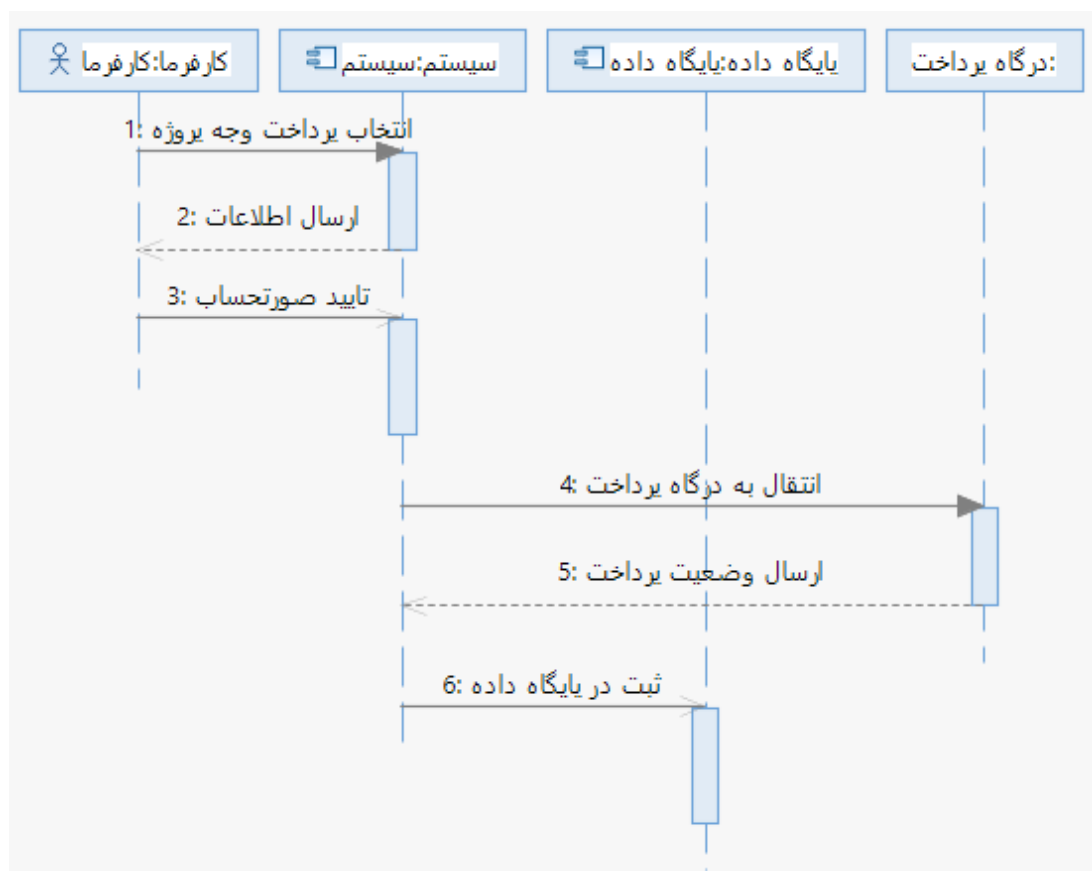 کارفرما:کارفرما
سیستم:سیستم
پایگاه داده:پایگاه داده
:درگاه پرداخت
1: انتخاب پرداخت وجه پروژه
2: ارسال اطلاعات
3: تایید صورتحساب
4: انتقال به درگاه پرداخت
5: ارسال وضعیت پرداخت
6: ثبت در پایگاه داده